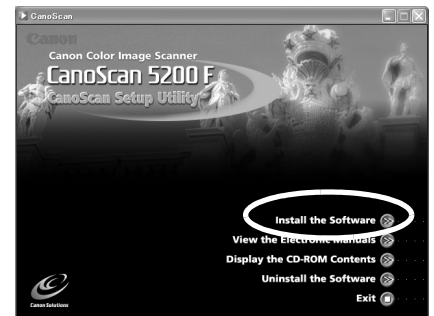 CanoScan
Canon
Canon Color Image Scanner
CanoScan 5200 F
CanoScan Setup Utility
Install the Software
View the Electronic Manuals
Display the CD-ROM Contents
Uninstall the Software
Exit
Canon Solutions